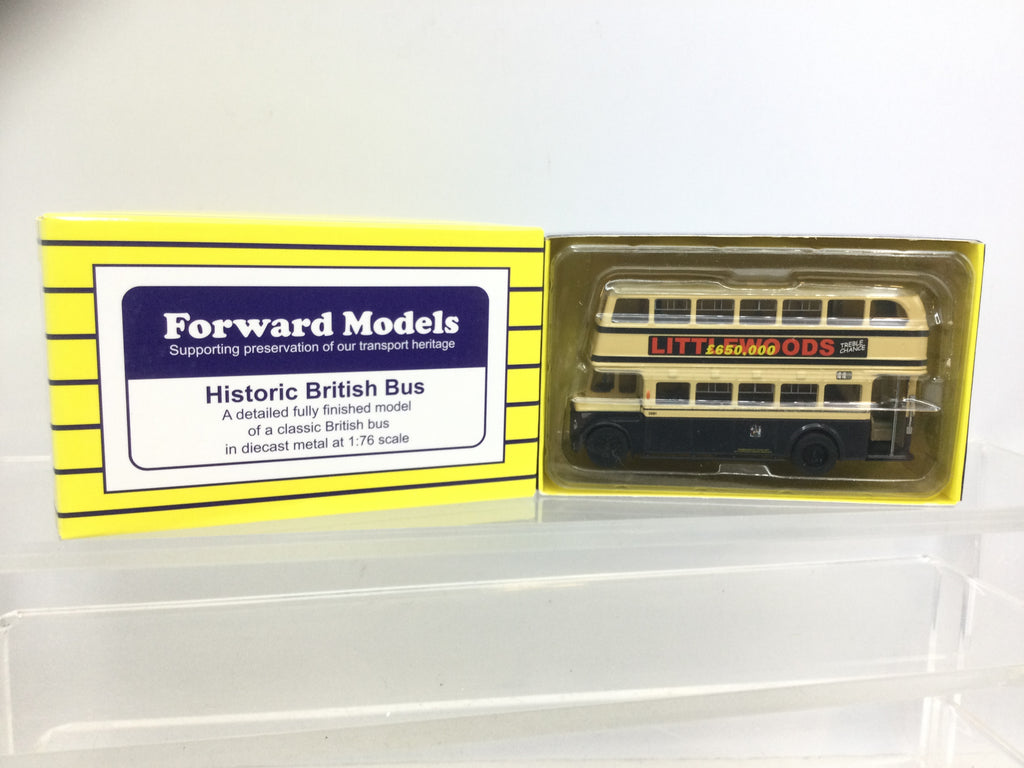 Forward Models
Supporting preservation of our transport heritage
Historic British Bus
A detailed fully finished model
of a classic British bus
in diecast metal at 1:76 scale
LITTLEWOODS
£650,000
TREBLE
CHANCE